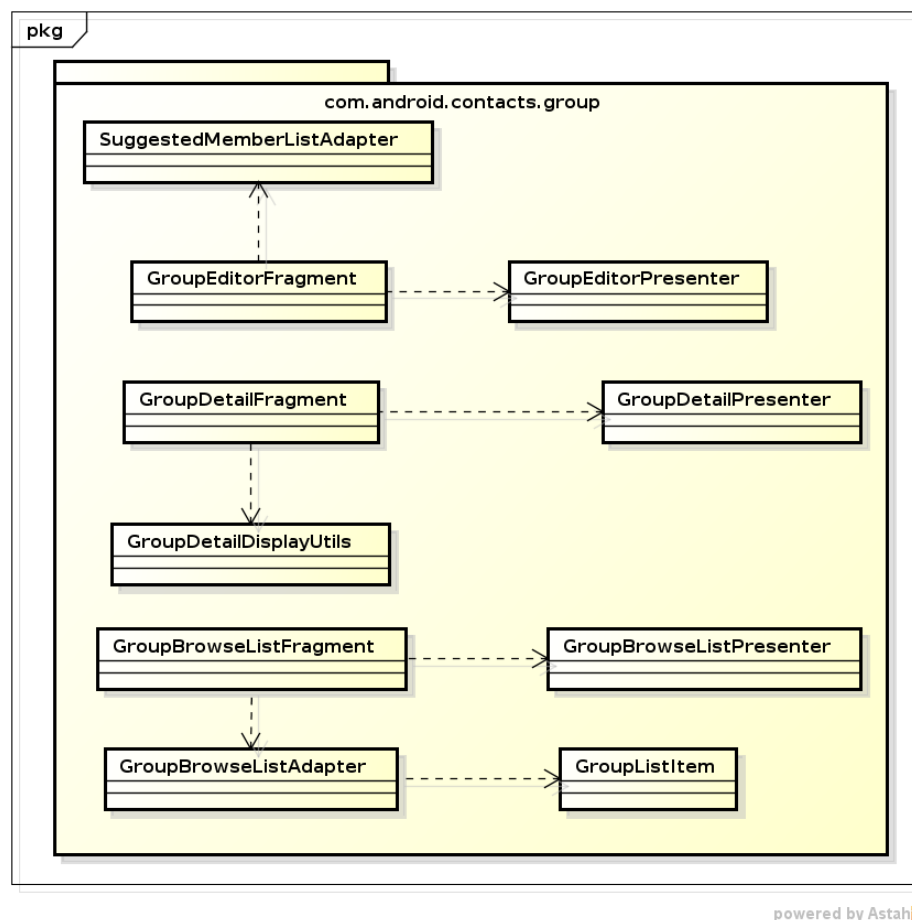 pkg
com.android.contacts.group
SuggestedMemberListAdapter
GroupEditorFragment
GroupEditorPresenter
GroupDetailFragment
GroupDetailPresenter
GroupDetailDisplayUtils
GroupBrowseListFragment
GroupBrowseListPresenter
GroupBrowseListAdapter
GroupListItem
powered by Astah